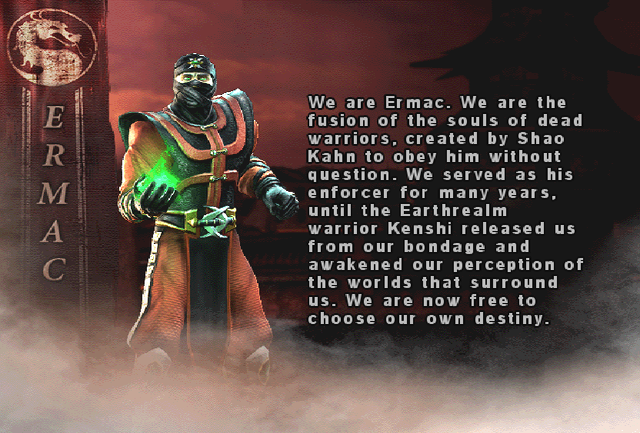 ERMAC
We are Ermac. We are the
fusion of the souls of dead
warriors, created by Shao
Kahn to obey him without
question. We served as his
enforcer for many years,
until the Earthrealm
warrior Kenshi released us
from our bondage and
awakened our perception of
the worlds that surround
us. We are now free to
choose our own destiny.